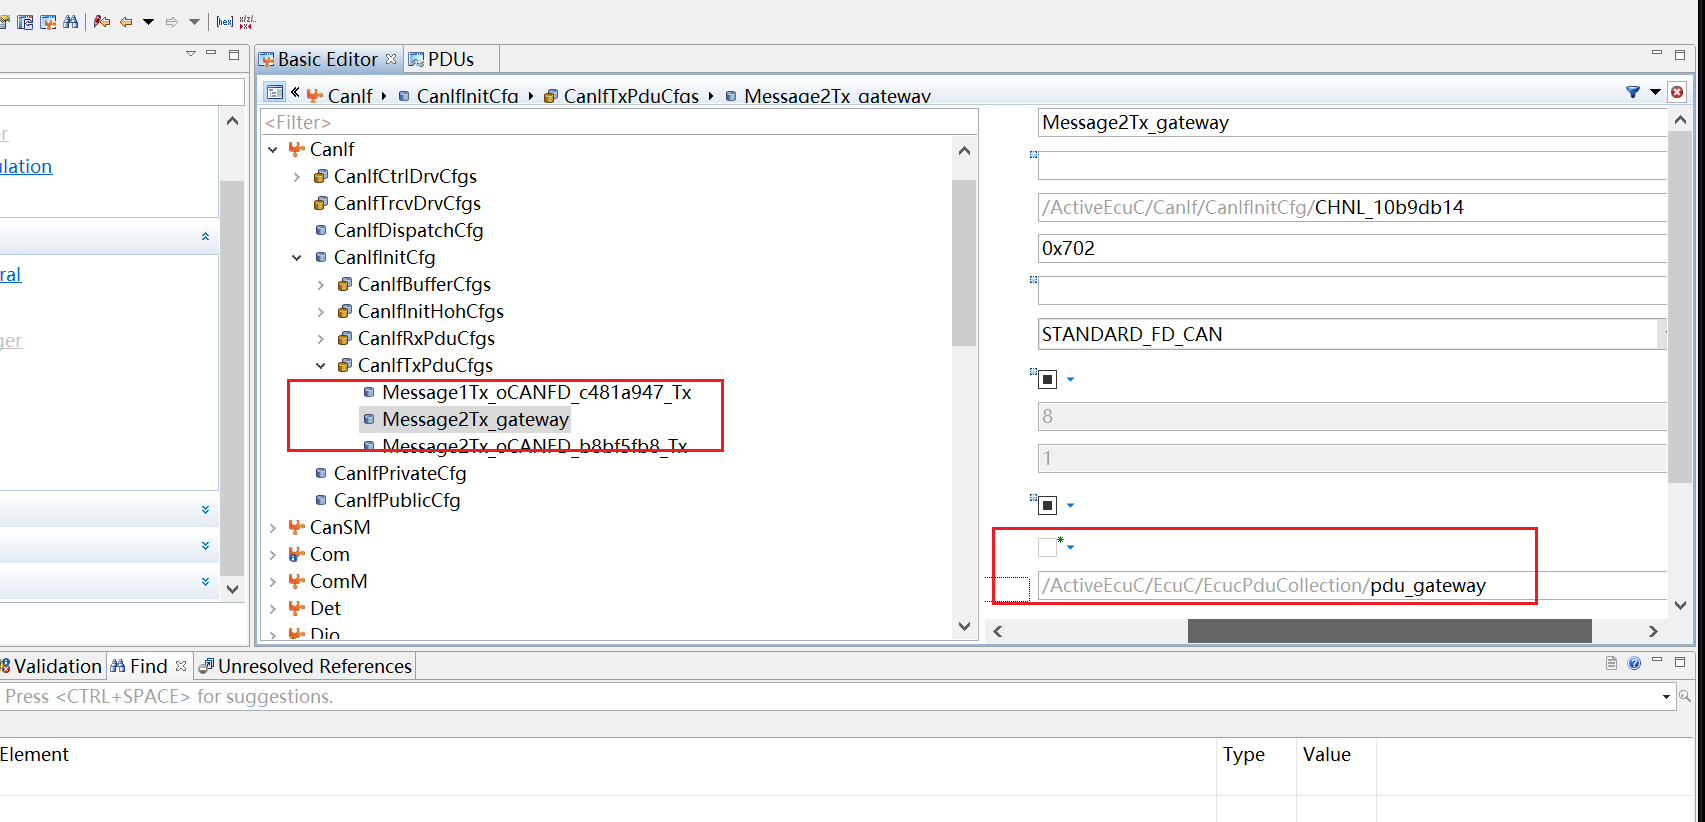 Basic Editor
PDUs
CanIf
CanIfInitCfg
CanIfTxPduCfgs
Message2Tx_gateway
<Filter>
CanIf
CanIfCtrlDrvCfgs
CanIfTrcvDrvCfgs
CanIfDispatchCfg
CanIfInitCfg
CanIfBufferCfgs
CanIfInitHohCfgs
CanIfRxPduCfgs
CanIfTxPduCfgs
Message1Tx_oCANFD_c481a947_Tx
Message2Tx_gateway
Message2Tx_oCANFD_b8bf5fb8_Tx
CanIfPrivateCfg
CanIfPublicCfg
CanSM
Com
ComM
Det
Dio
er
ulation
ral
ger
Message2Tx_gateway
/ActiveEcuC/CanIf/CanIfInitCfg/CHNL_10b9db14
0x702
STANDARD_FD_CAN
8
1
/ActiveEcuC/EcuC/EcucPduCollection/pdu_gateway
Validation
Find
Unresolved References
Press <CTRL+SPACE> for suggestions.
Element
Type
Value